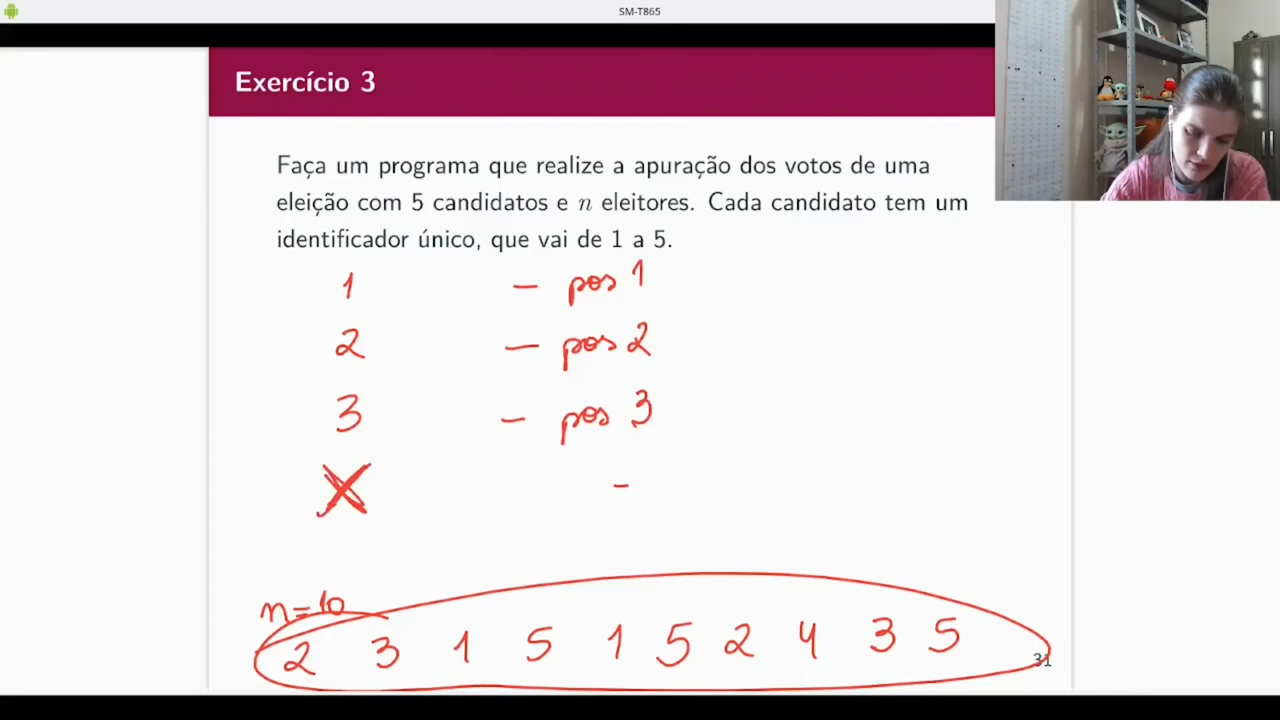 SM-T865
Exercício 3
Faça um programa que realize a apuração dos votos de uma
eleição com 5 candidatos e n eleitores. Cada candidato tem um
identificador único, que vai de 1 a 5.
1 - pos 1
2 - pos 2
3 - pos 3
-
n=10
2 3 1 5 1 5 2 4 3 5
31